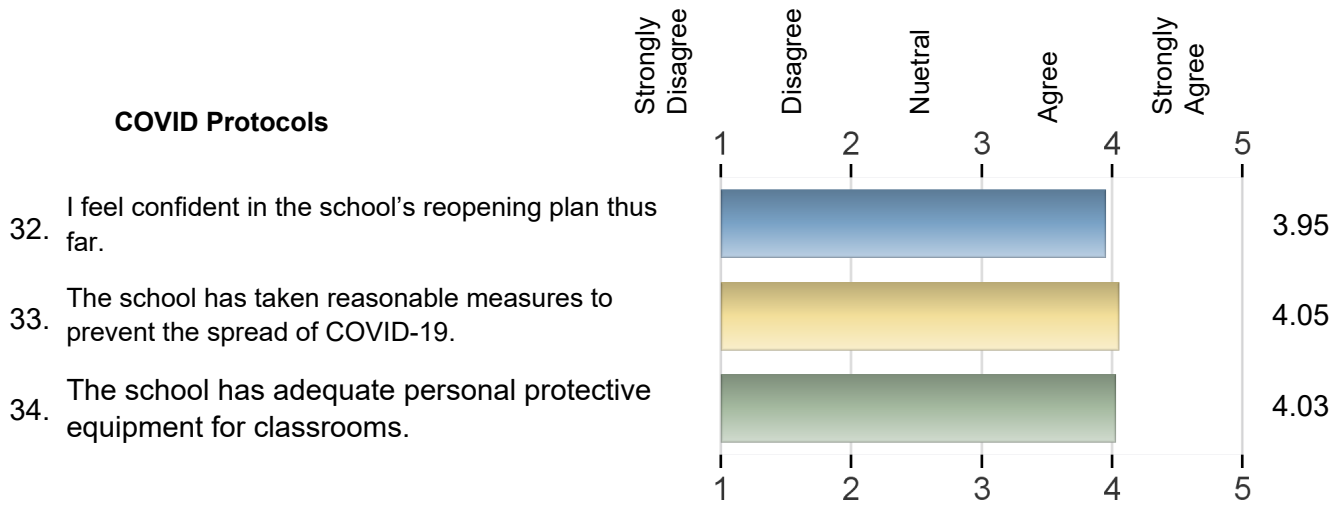 Strongly
Disagree
Disagree
Nuetral
Agree
Strongly
Agree
COVID Protocols
1 2 3 4 5
32. I feel confident in the school’s reopening plan thus
far.
3.95
33. The school has taken reasonable measures to
prevent the spread of COVID-19.
4.05
34. The school has adequate personal protective
equipment for classrooms.
4.03
1 2 3 4 5